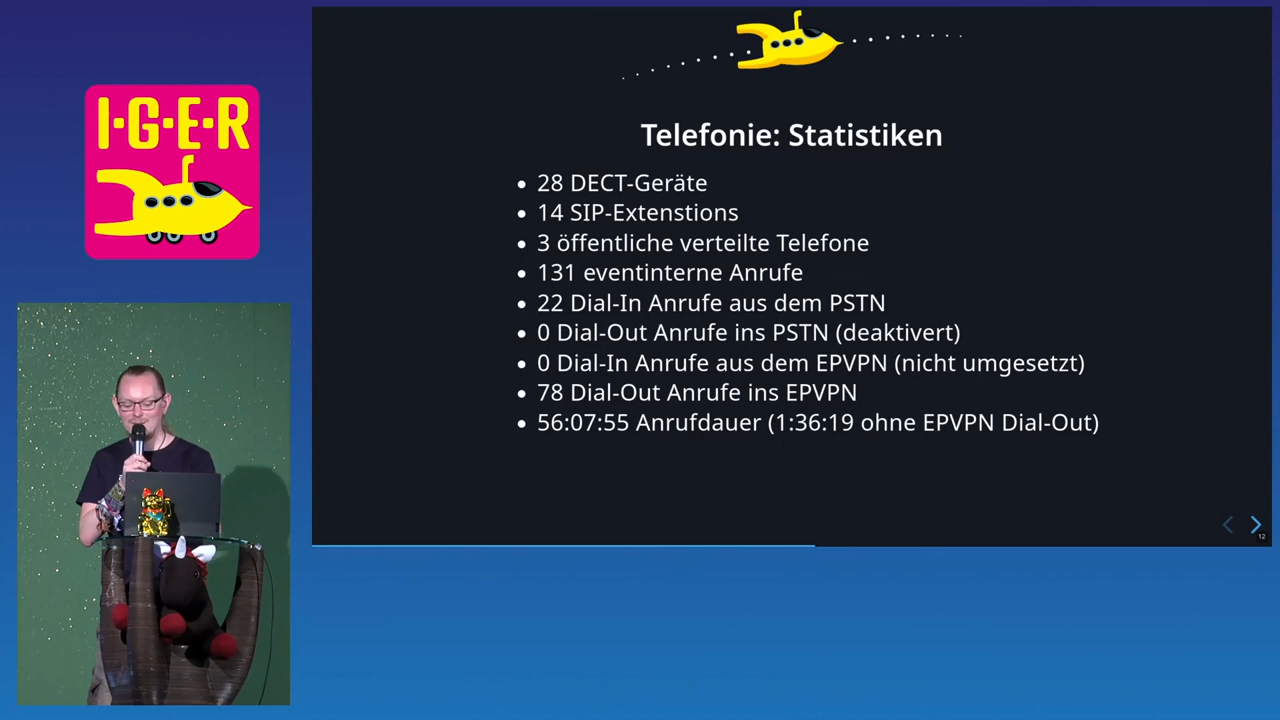 I·G·E·R
Telefonie: Statistiken
28 DECT-Geräte
14 SIP-Extenstions
3 öffentliche verteilte Telefone
131 eventinterne Anrufe
22 Dial-In Anrufe aus dem PSTN
0 Dial-Out Anrufe ins PSTN (deaktivert)
0 Dial-In Anrufe aus dem EPVPN (nicht umgesetzt)
78 Dial-Out Anrufe ins EPVPN
56:07:55 Anrufdauer (1:36:19 ohne EPVPN Dial-Out)
12